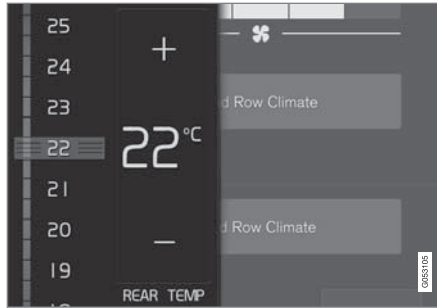 25
24
23
22
21
20
19
+
22°C
–
REAR TEMP
Row Climate
Row Climate
G053105